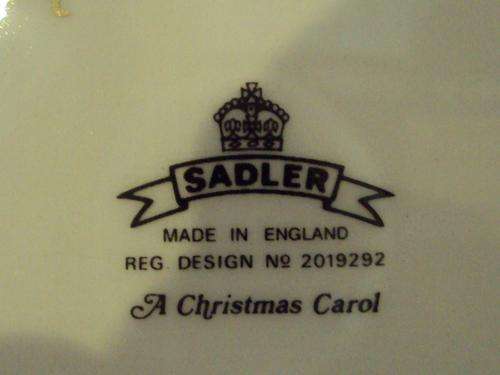 SADLER
MADE IN ENGLAND
REG. DESIGN Nº 2019292
A Christmas Carol